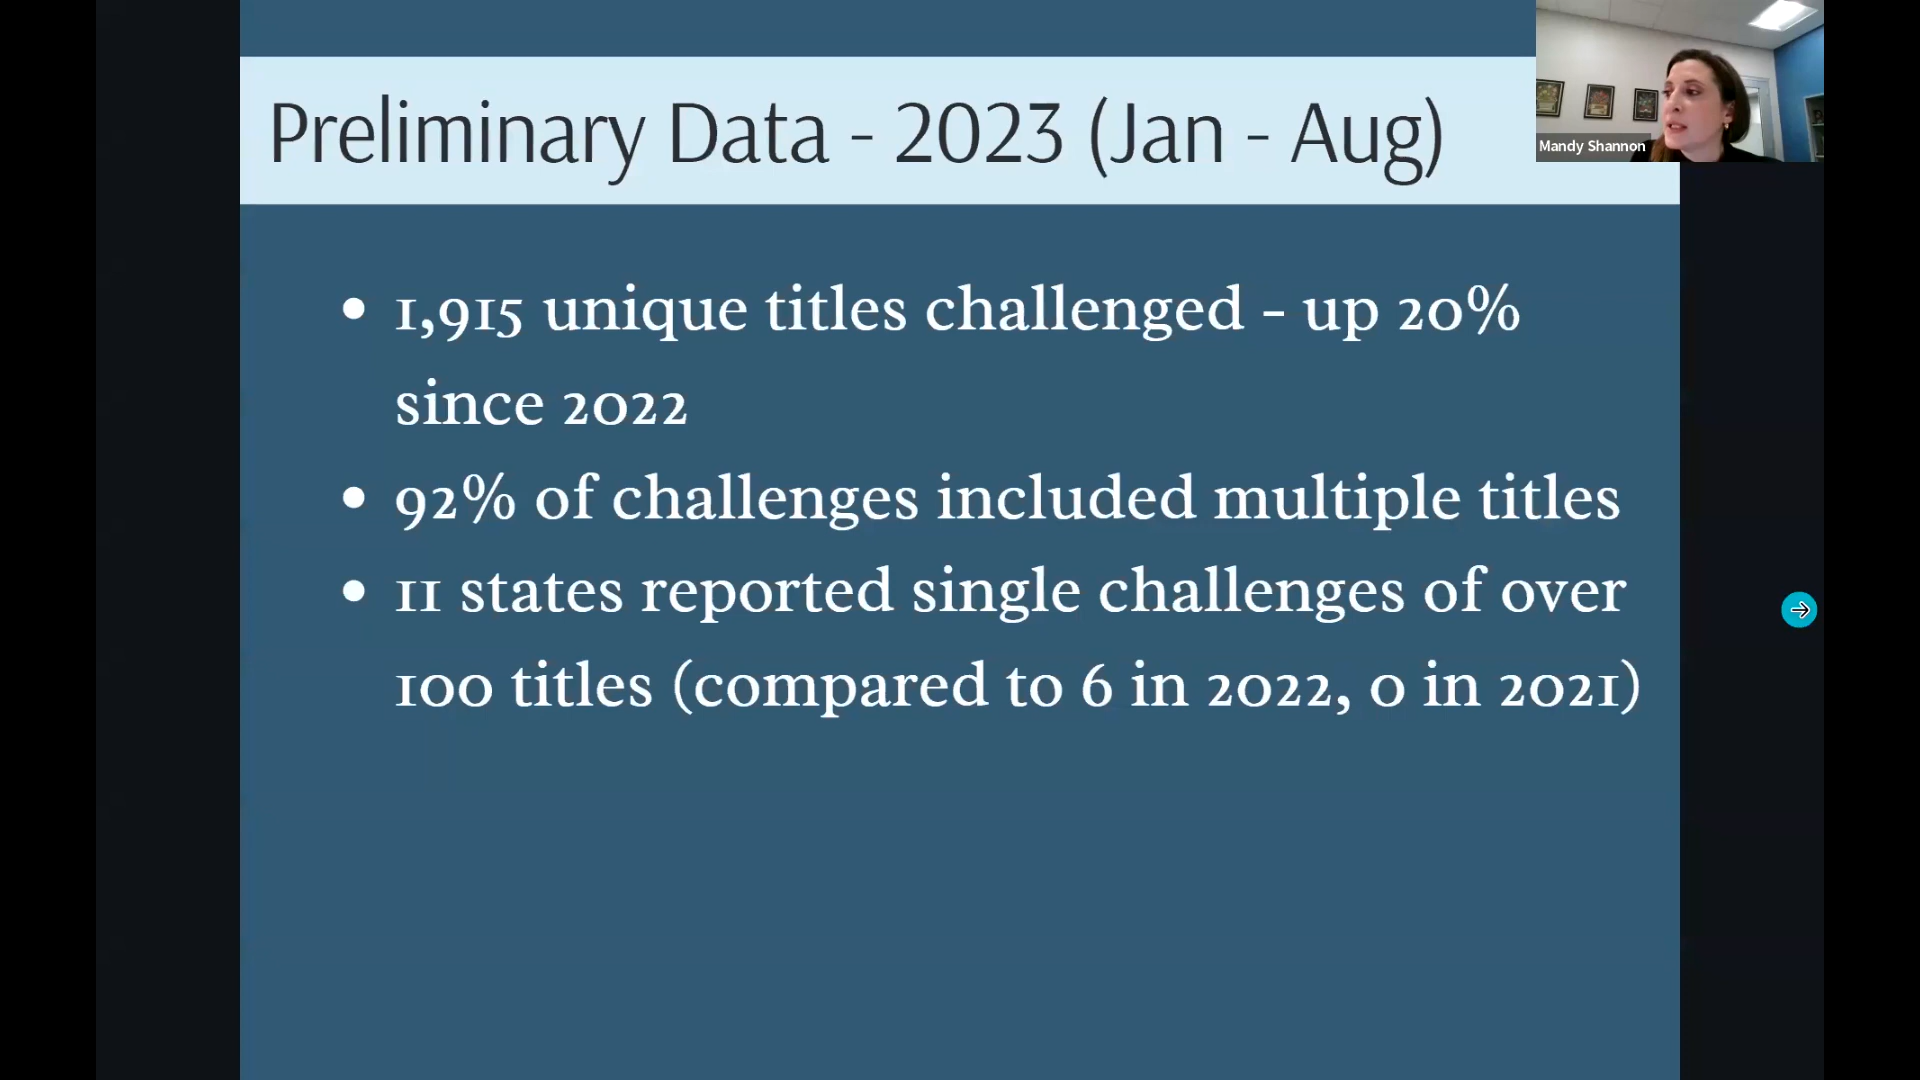 Preliminary Data - 2023 (Jan - Aug)
Mandy Shannon
• 1,915 unique titles challenged - up 20%
since 2022
• 92% of challenges included multiple titles
• 11 states reported single challenges of over
100 titles (compared to 6 in 2022, 0 in 2021)